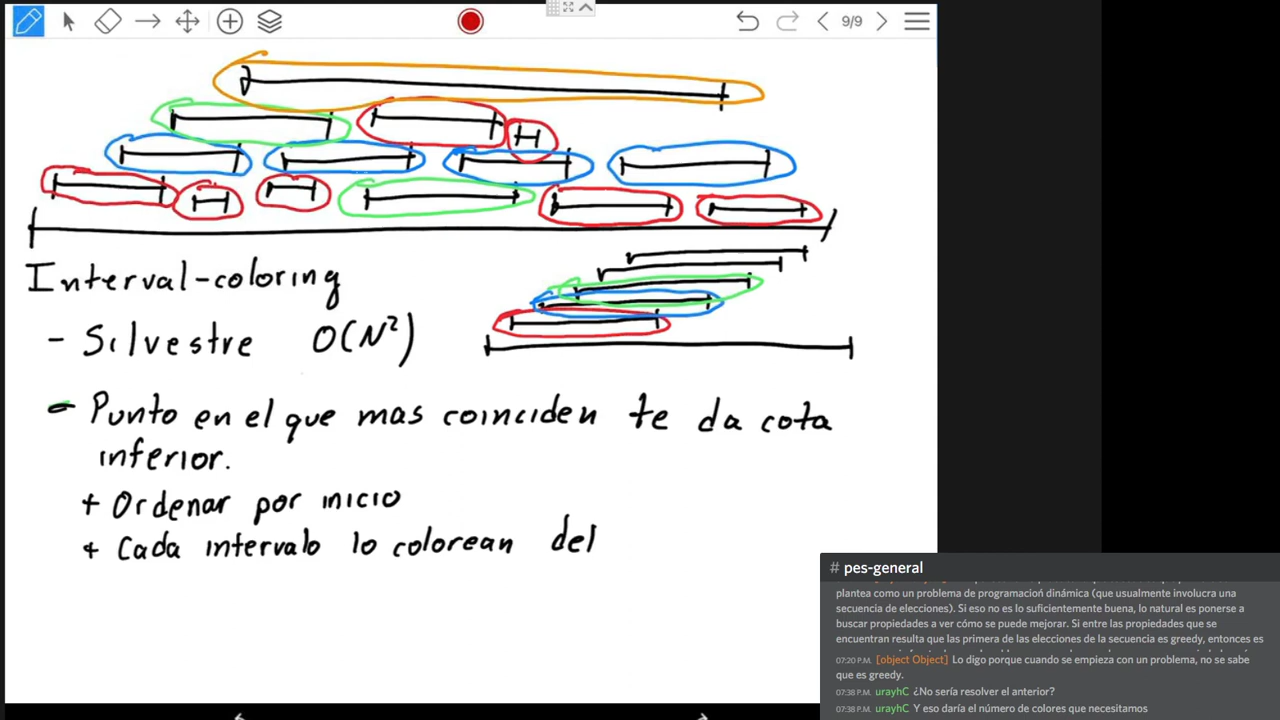 9/9
Interval-coloring
- Silvestre O(N²)
- Punto en el que mas coinciden te da cota
inferior.
+ Ordenar por inicio
+ Cada intervalo lo colorean del
# pes-general
plantea como un problema de programación dinámica (que usualmente involucra una
secuencia de elecciones). Si eso no es lo suficientemente buena, lo natural es ponerse a
buscar propiedades a ver cómo se puede mejorar. Si entre las propiedades que se
encuentran resulta que las primera de las elecciones de la secuencia es greedy, entonces es
07:20 P.M. [object Object] Lo digo porque cuando se empieza con un problema, no se sabe
que es greedy.
07:38 P.M. urayhC ¿No sería resolver el anterior?
07:38 P.M. urayhC Y eso daría el número de colores que necesitamos